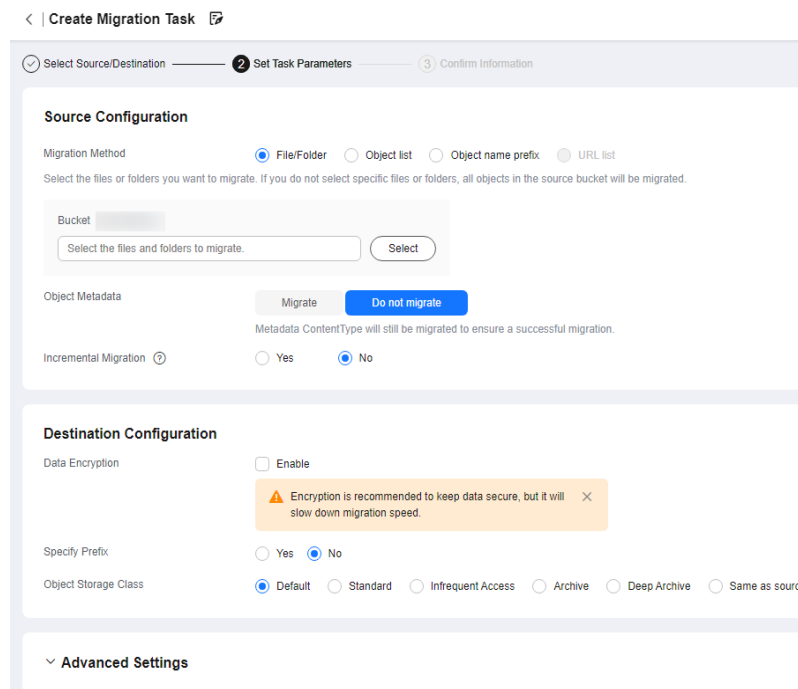 Create Migration Task
Select Source/Destination 2 Set Task Parameters 3 Confirm Information
Source Configuration
Migration Method File/Folder Object list Object name prefix URL list
Select the files or folders you want to migrate. If you do not select specific files or folders, all objects in the source bucket will be migrated.
Bucket
Select the files and folders to migrate. Select
Object Metadata Migrate Do not migrate
Metadata ContentType will still be migrated to ensure a successful migration.
Incremental Migration ? Yes No
Destination Configuration
Data Encryption Enable
Encryption is recommended to keep data secure, but it will
slow down migration speed.
Specify Prefix Yes No
Object Storage Class Default Standard Infrequent Access Archive Deep Archive Same as sourc
Advanced Settings